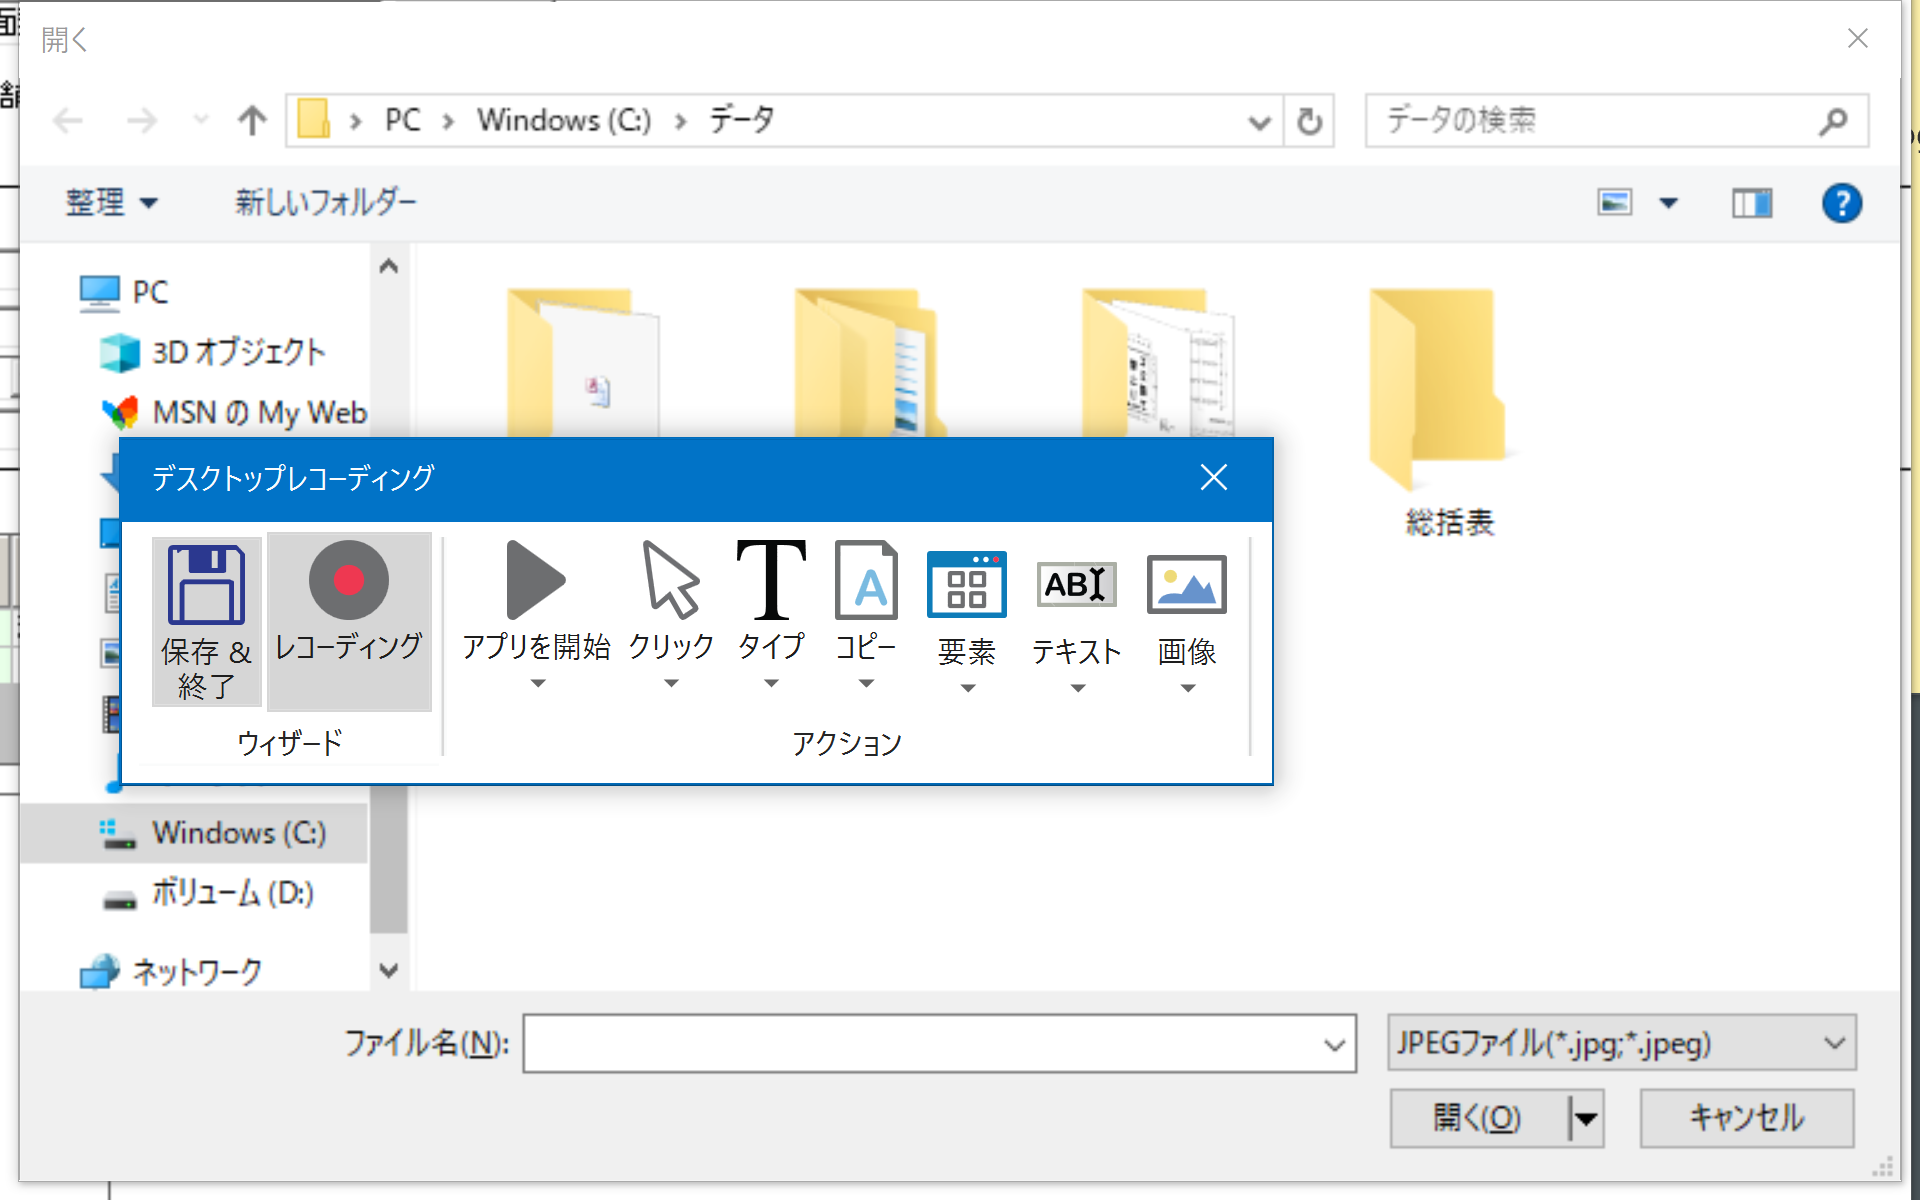 開く
PC
Windows (C:)
データ
データの検索
整理
新しいフォルダー
PC
3D オブジェクト
MSN の My Web
総括表
デスクトップレコーディング
保存 &
終了
レコーディング
アプリを開始
クリック
T
タイプ
A
コピー
要素
ABI
テキスト
画像
ウィザード
アクション
Windows (C:)
ボリューム (D:)
ネットワーク
ファイル名(N):
JPEGファイル(*.jpg;*.jpeg)
開く(O)
キャンセル